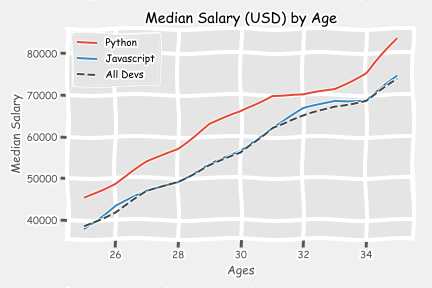 Median Salary (USD) by Age
Python
Javascript
All Devs
80000
70000
60000
50000
40000
Median Salary
26 28 30 32 34
Ages